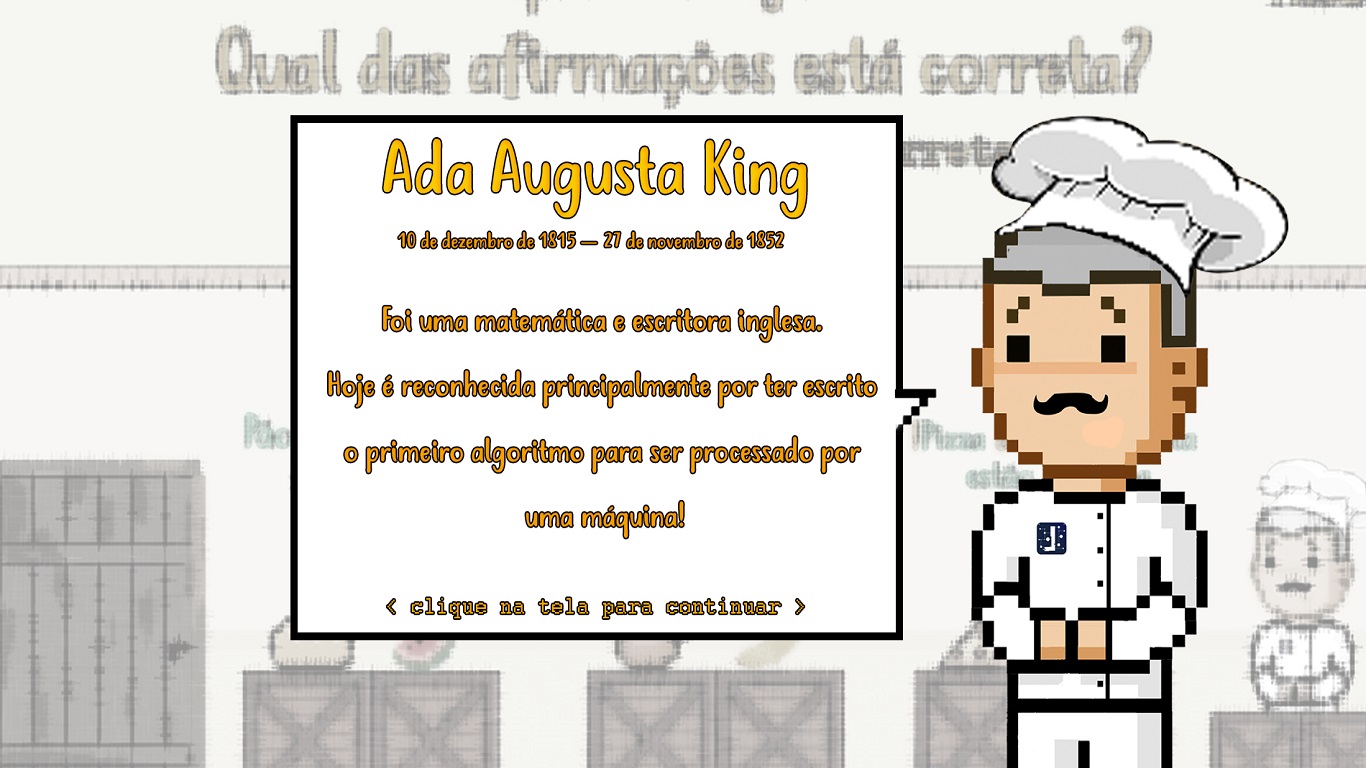 Qual das afirmações está correta?
Ada Augusta King
10 de dezembro de 1815 — 27 de novembro de 1852
Foi uma matemática e escritora inglesa.
Hoje é reconhecida principalmente por ter escrito
o primeiro algoritmo para ser processado por
uma máquina!
< clique na tela para continuar >